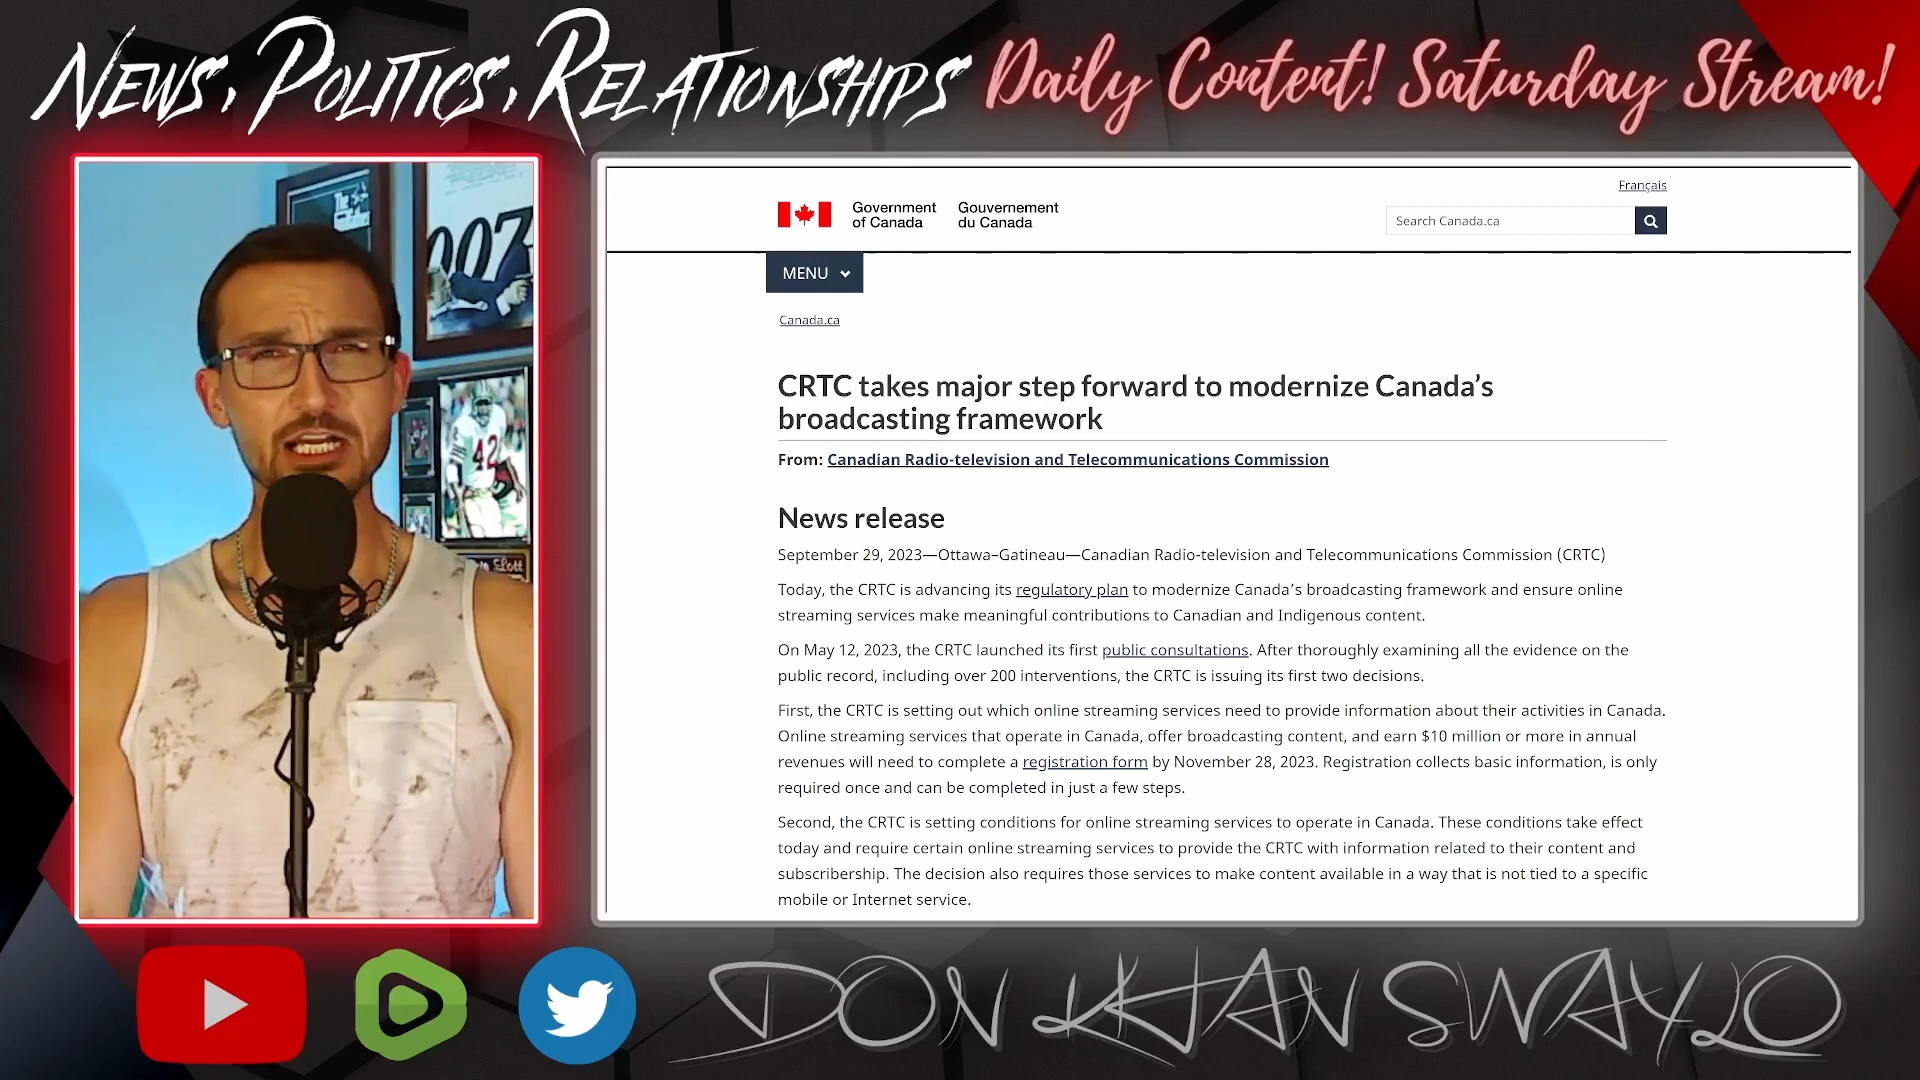 NEWS, POLITICS, RELATIONSHIPS
Daily Content! Saturday Stream!
007
42
Français
Government of Canada
Gouvernement du Canada
Search Canada.ca
MENU
Canada.ca
CRTC takes major step forward to modernize Canada’s
broadcasting framework
From: Canadian Radio-television and Telecommunications Commission
News release
September 29, 2023—Ottawa–Gatineau—Canadian Radio-television and Telecommunications Commission (CRTC)
Today, the CRTC is advancing its regulatory plan to modernize Canada’s broadcasting framework and ensure online
streaming services make meaningful contributions to Canadian and Indigenous content.
On May 12, 2023, the CRTC launched its first public consultations. After thoroughly examining all the evidence on the
public record, including over 200 interventions, the CRTC is issuing its first two decisions.
First, the CRTC is setting out which online streaming services need to provide information about their activities in Canada.
Online streaming services that operate in Canada, offer broadcasting content, and earn $10 million or more in annual
revenues will need to complete a registration form by November 28, 2023. Registration collects basic information, is only
required once and can be completed in just a few steps.
Second, the CRTC is setting conditions for online streaming services to operate in Canada. These conditions take effect
today and require certain online streaming services to provide the CRTC with information related to their content and
subscribership. The decision also requires those services to make content available in a way that is not tied to a specific
mobile or Internet service.
DON KHAN SWAYLO